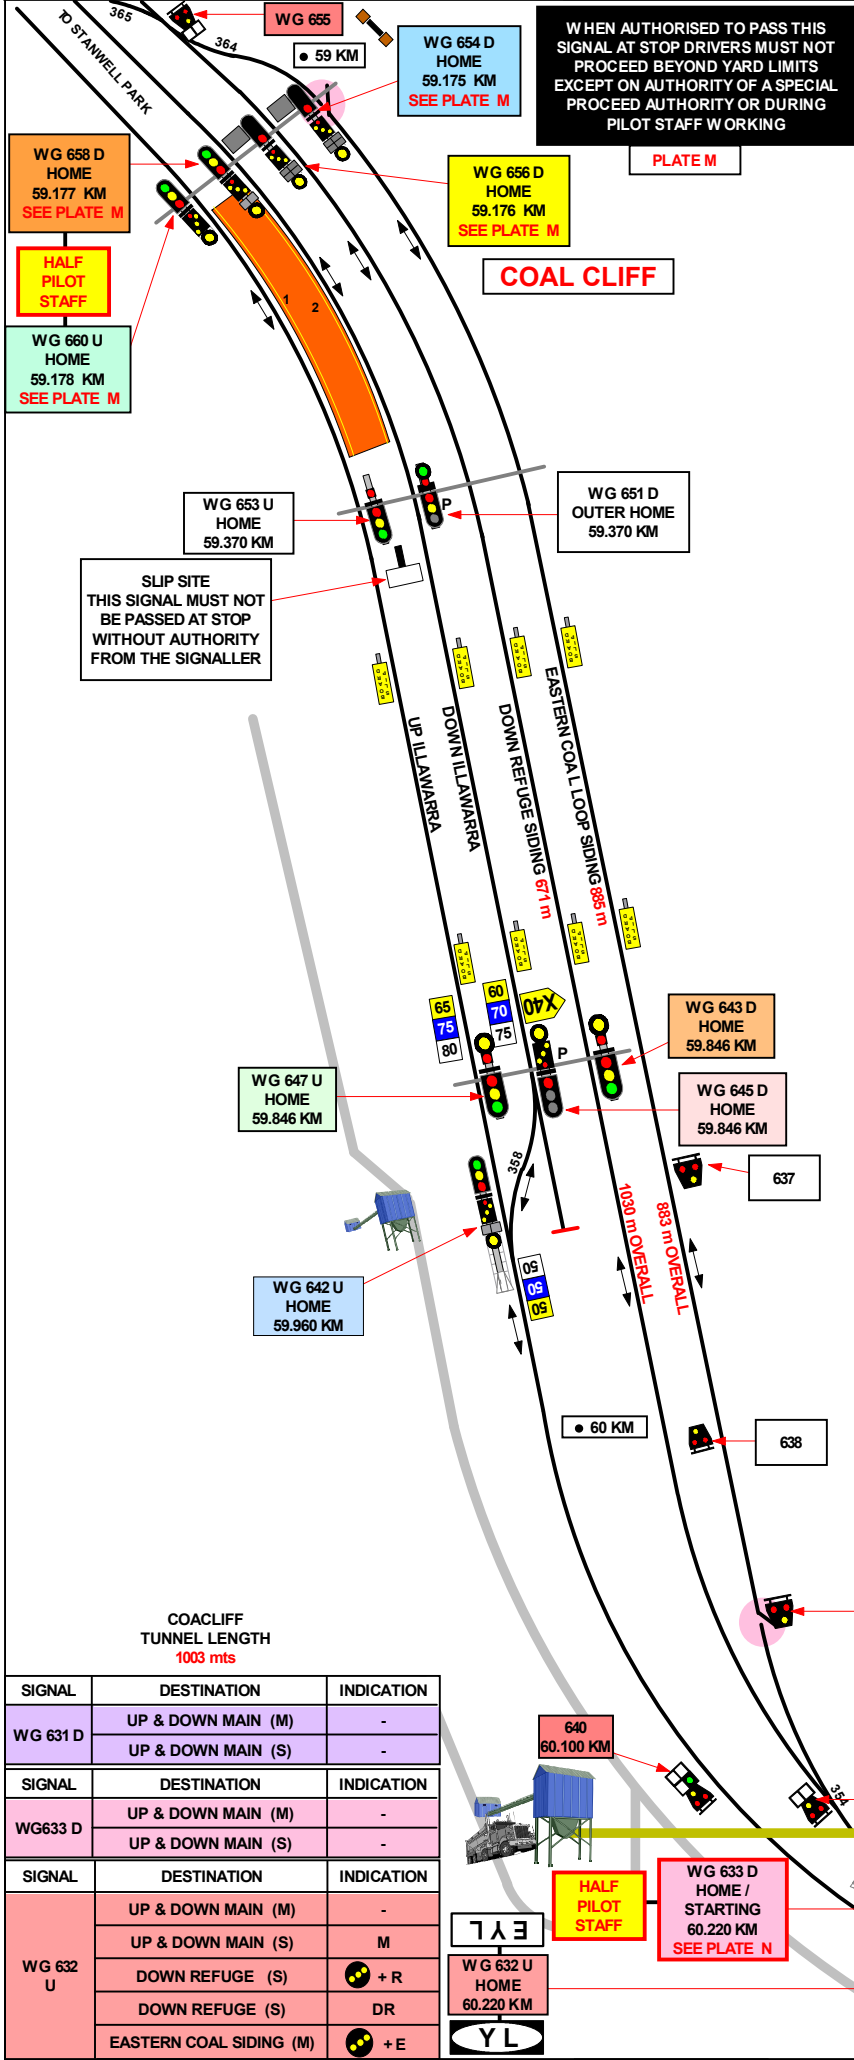 365
WG 655
TO STANWELL PARK
364
59 KM
WG 654 D
HOME
59.175 KM
SEE PLATE M
WHEN AUTHORISED TO PASS THIS
SIGNAL AT STOP DRIVERS MUST NOT
PROCEED BEYOND YARD LIMITS
EXCEPT ON AUTHORITY OF A SPECIAL
PROCEED AUTHORITY OR DURING
PILOT STAFF WORKING
PLATE M
WG 658 D
HOME
59.177 KM
SEE PLATE M
WG 656 D
HOME
59.176 KM
SEE PLATE M
HALF
PILOT
STAFF
COAL CLIFF
1
2
WG 660 U
HOME
59.178 KM
SEE PLATE M
WG 653 U
HOME
59.370 KM
P
WG 651 D
OUTER HOME
59.370 KM
SLIP SITE
THIS SIGNAL MUST NOT
BE PASSED AT STOP
WITHOUT AUTHORITY
FROM THE SIGNALLER
UP ILLAWARRA
DOWN ILLAWARRA
DOWN REFUGE SIDING 671 m
EASTERN COA L LOOP SIDING 885 m
65
75
80
60
70
75
X40
WG 643 D
HOME
59.846 KM
P
WG 647 U
HOME
59.846 KM
WG 645 D
HOME
59.846 KM
358
637
1030 m OVERALL
883 m OVERALL
WG 642 U
HOME
59.960 KM
50
50
50
60 KM
638
COACLIFF
TUNNEL LENGTH
1003 mts
SIGNAL DESTINATION INDICATION
WG 631 D
UP & DOWN MAIN (M) -
UP & DOWN MAIN (S) -
SIGNAL DESTINATION INDICATION
WG633 D
UP & DOWN MAIN (M) -
UP & DOWN MAIN (S) -
SIGNAL DESTINATION INDICATION
WG 632
U
UP & DOWN MAIN (M) -
UP & DOWN MAIN (S) M
DOWN REFUGE (S) + R
DOWN REFUGE (S) DR
EASTERN COAL SIDING (M) + E
640
60.100 KM
354
HALF
PILOT
STAFF
WG 633 D
HOME /
STARTING
60.220 KM
SEE PLATE N
EYL
WG 632 U
HOME
60.220 KM
YL